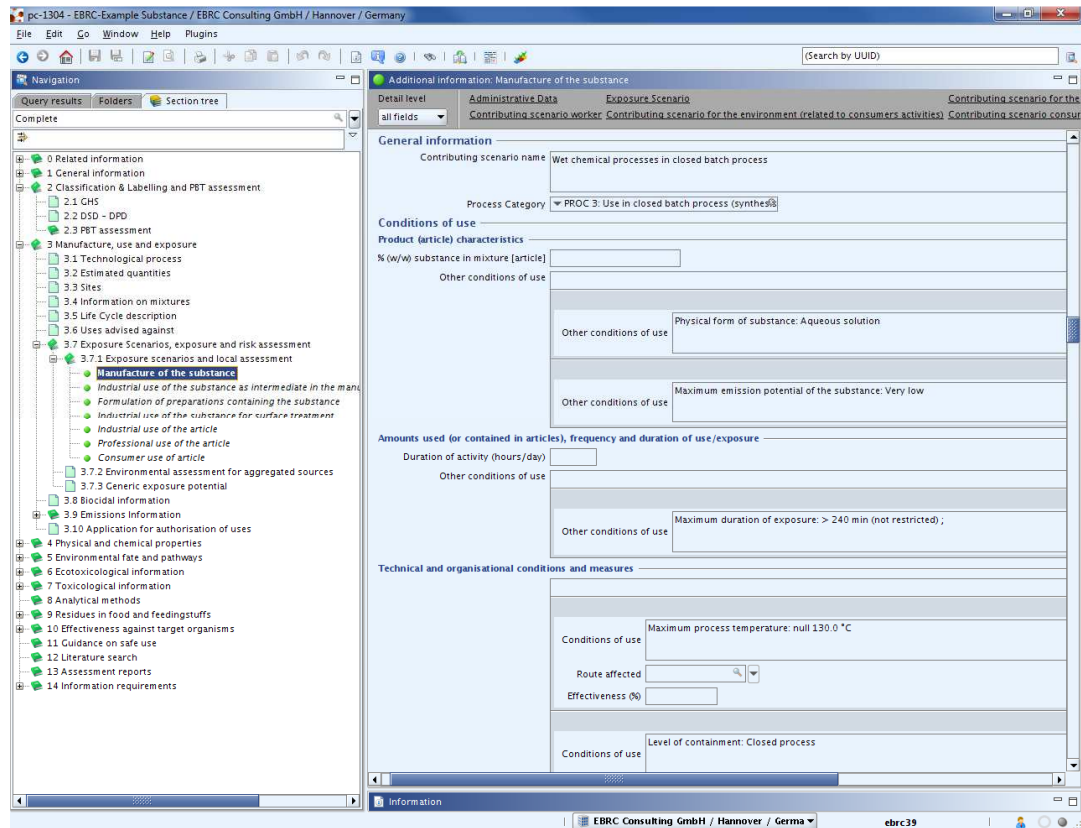 pc-1304 - EBRC-Example Substance / EBRC Consulting GmbH / Hannover / Germany
File Edit Go Window Help Plugins
(Search by UUID)
Navigation
Query results Folders Section tree
Complete
0 Related information
1 General information
2 Classification & Labelling and PBT assessment
2.1 GHS
2.2 DSD - DPD
2.3 PBT assessment
3 Manufacture, use and exposure
3.1 Technological process
3.2 Estimated quantities
3.3 Sites
3.4 Information on mixtures
3.5 Life Cycle description
3.6 Uses advised against
3.7 Exposure Scenarios, exposure and risk assessment
3.7.1 Exposure scenarios and local assessment
Manufacture of the substance
Industrial use of the substance as intermediate in the manu
Formulation of preparations containing the substance
Industrial use of the substance for surface treatment
Industrial use of the article
Professional use of the article
Consumer use of article
3.7.2 Environmental assessment for aggregated sources
3.7.3 Generic exposure potential
3.8 Biocidal information
3.9 Emissions Information
3.10 Application for authorisation of uses
4 Physical and chemical properties
5 Environmental fate and pathways
6 Ecotoxicological information
7 Toxicological information
8 Analytical methods
9 Residues in food and feedingstuffs
10 Effectiveness against target organisms
11 Guidance on safe use
12 Literature search
13 Assessment reports
14 Information requirements
Additional information: Manufacture of the substance
Detail level Administrative Data Exposure Scenario Contributing scenario for the
all fields Contributing scenario worker Contributing scenario for the environment (related to consumers activities) Contributing scenario consur
General information
Contributing scenario name Wet chemical processes in closed batch process
Process Category PROC 3: Use in closed batch process (synthesis
Conditions of use
Product (article) characteristics
% (w/w) substance in mixture [article]
Other conditions of use
Physical form of substance: Aqueous solution
Other conditions of use
Maximum emission potential of the substance: Very low
Other conditions of use
Amounts used (or contained in articles), frequency and duration of use/exposure
Duration of activity (hours/day)
Other conditions of use
Maximum duration of exposure: > 240 min (not restricted) ;
Other conditions of use
Technical and organisational conditions and measures
Maximum process temperature: null 130.0 °C
Conditions of use
Route affected
Effectiveness (%)
Level of containment: Closed process
Conditions of use
Information
EBRC Consulting GmbH / Hannover / Germa ebrc39